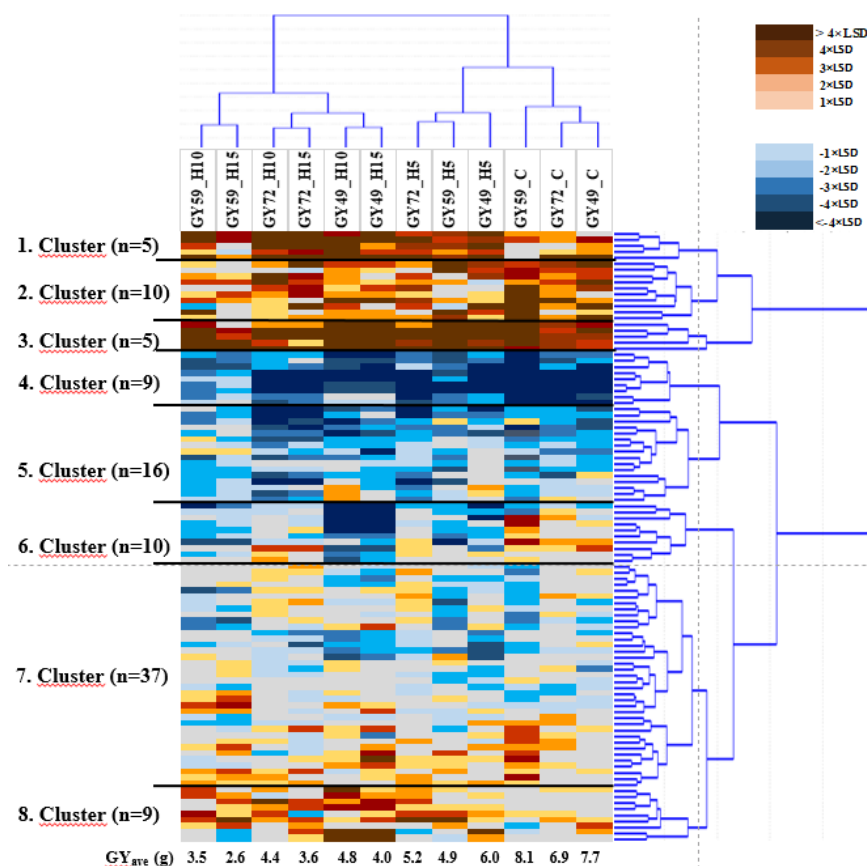 > 4×LSD
4×LSD
3×LSD
2×LSD
1×LSD
-1×LSD
-2×LSD
-3×LSD
-4×LSD
<-4×LSD
GY59_H10 GY59_H15 GY72_H10 GY72_H15 GY49_H10 GY49_H15 GY72_H5 GY59_H5 GY49_H5 GY59_C GY72_C GY49_C
1. Cluster (n=5)
2. Cluster (n=10)
3. Cluster (n=5)
4. Cluster (n=9)
5. Cluster (n=16)
6. Cluster (n=10)
7. Cluster (n=37)
8. Cluster (n=9)
GYave (g) 3.5 2.6 4.4 3.6 4.8 4.0 5.2 4.9 6.0 8.1 6.9 7.7